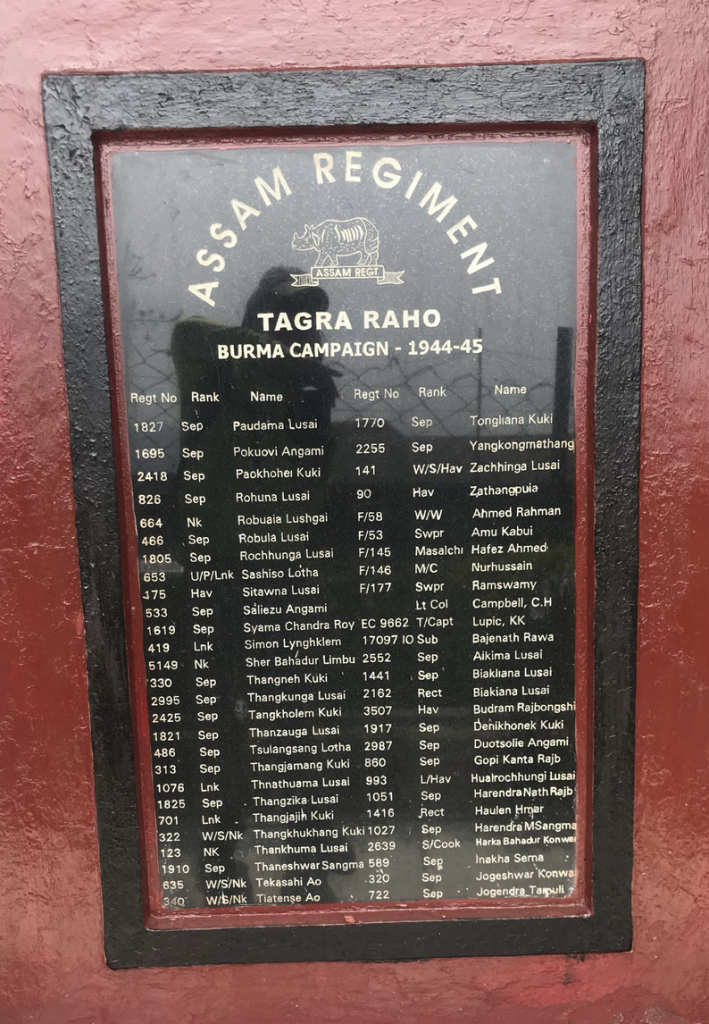 ASSAM REGIMENT
ASSAM REGT
TAGRA RAHO
BURMA CAMPAIGN - 1944-45
Regt No Rank Name Regt No Rank Name
1827 Sep Paudama Lusai 1770 Sep Tongliana Kuki
1695 Sep Pokuovi Angami 2255 Sep Yangkongmathang
2418 Sep Paokhohei Kuki 141 W/S/Hav Zachhinga Lusai
826 Sep Rohuna Lusai 90 Hav Zathangpuia
664 Nk Robuaia Lushgai F/58 W/W Ahmed Rahman
466 Sep Robula Lusai F/53 Swpr Amu Kabui
1805 Sep Rochhunga Lusai F/145 Masalchi Hafez Ahmed
653 U/P/Lnk Sashiso Lotha F/146 M/C Nurhussain
175 Hav Sitawna Lusai F/177 Swpr Ramswamy
533 Sep Saliezu Angami Lt Col Campbell, C.H
1619 Sep Syama Chandra Roy EC 9662 T/Capt Lupic, KK
419 Lnk Simon Lynghklem 17097 IO Sub Bajenath Rawa
5149 Nk Sher Bahadur Limbu 2552 Sep Aikima Lusai
330 Sep Thangneh Kuki 1441 Sep Biakliana Lusai
2995 Sep Thangkunga Lusai 2162 Rect Biakiana Lusai
2425 Sep Tangkholem Kuki 3507 Hav Budram Rajbongshi
1821 Sep Thanzauga Lusai 1917 Sep Denikhonek Kuki
486 Sep Tsulangsang Lotha 2987 Sep Duotsolie Angami
313 Sep Thangjamang Kuki 860 Sep Gopi Kanta Rajb
1076 Lnk Thnathuama Lusai 993 L/Hav Hualrochhungi Lusai
1825 Sep Thangzika Lusai 1051 Sep Harendra Nath Rajb
701 Lnk Thangjajih Kuki 1416 Rect Haulen Hmar
322 W/S/Nk Thangkhukhang Kuki 1027 Sep Harendra M Sangma
123 NK Thankhuma Lusai 2639 S/Cook Harka Bahadur Konwar
1910 Sep Thaneshwar Sangma 589 Sep Inakha Sema
635 W/S/Nk Tekasahi Ao 320 Sep Jogeshwar Konwa
340 W/S/Nk Tiatense Ao 722 Sep Jogendra Tamuli